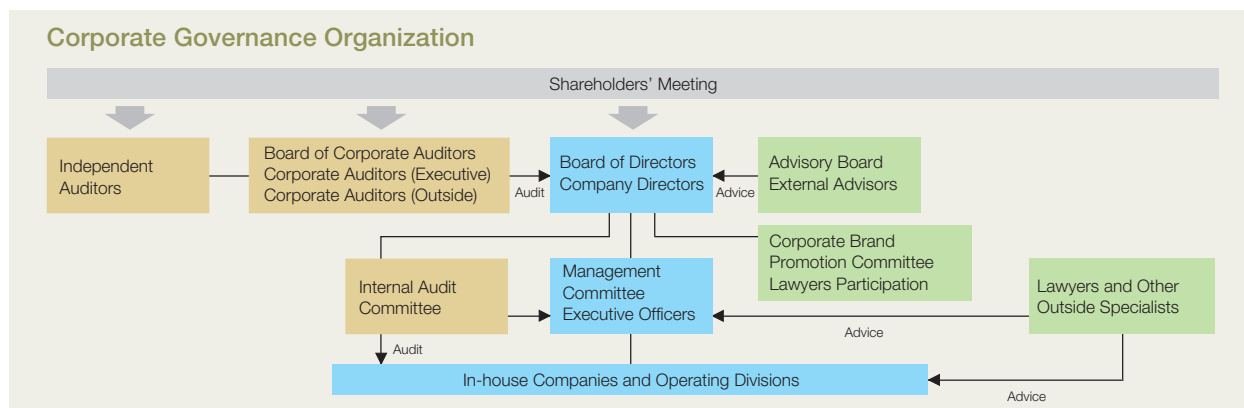 Corporate Governance Organization
Shareholders’ Meeting
Independent
Auditors
Board of Corporate Auditors
Corporate Auditors (Executive)
Corporate Auditors (Outside)
Audit
Board of Directors
Company Directors
Advice
Advisory Board
External Advisors
Corporate Brand
Promotion Committee
Lawyers Participation
Internal Audit
Committee
Management
Committee
Executive Officers
Lawyers and Other
Outside Specialists
Advice
Audit
In-house Companies and Operating Divisions
Advice